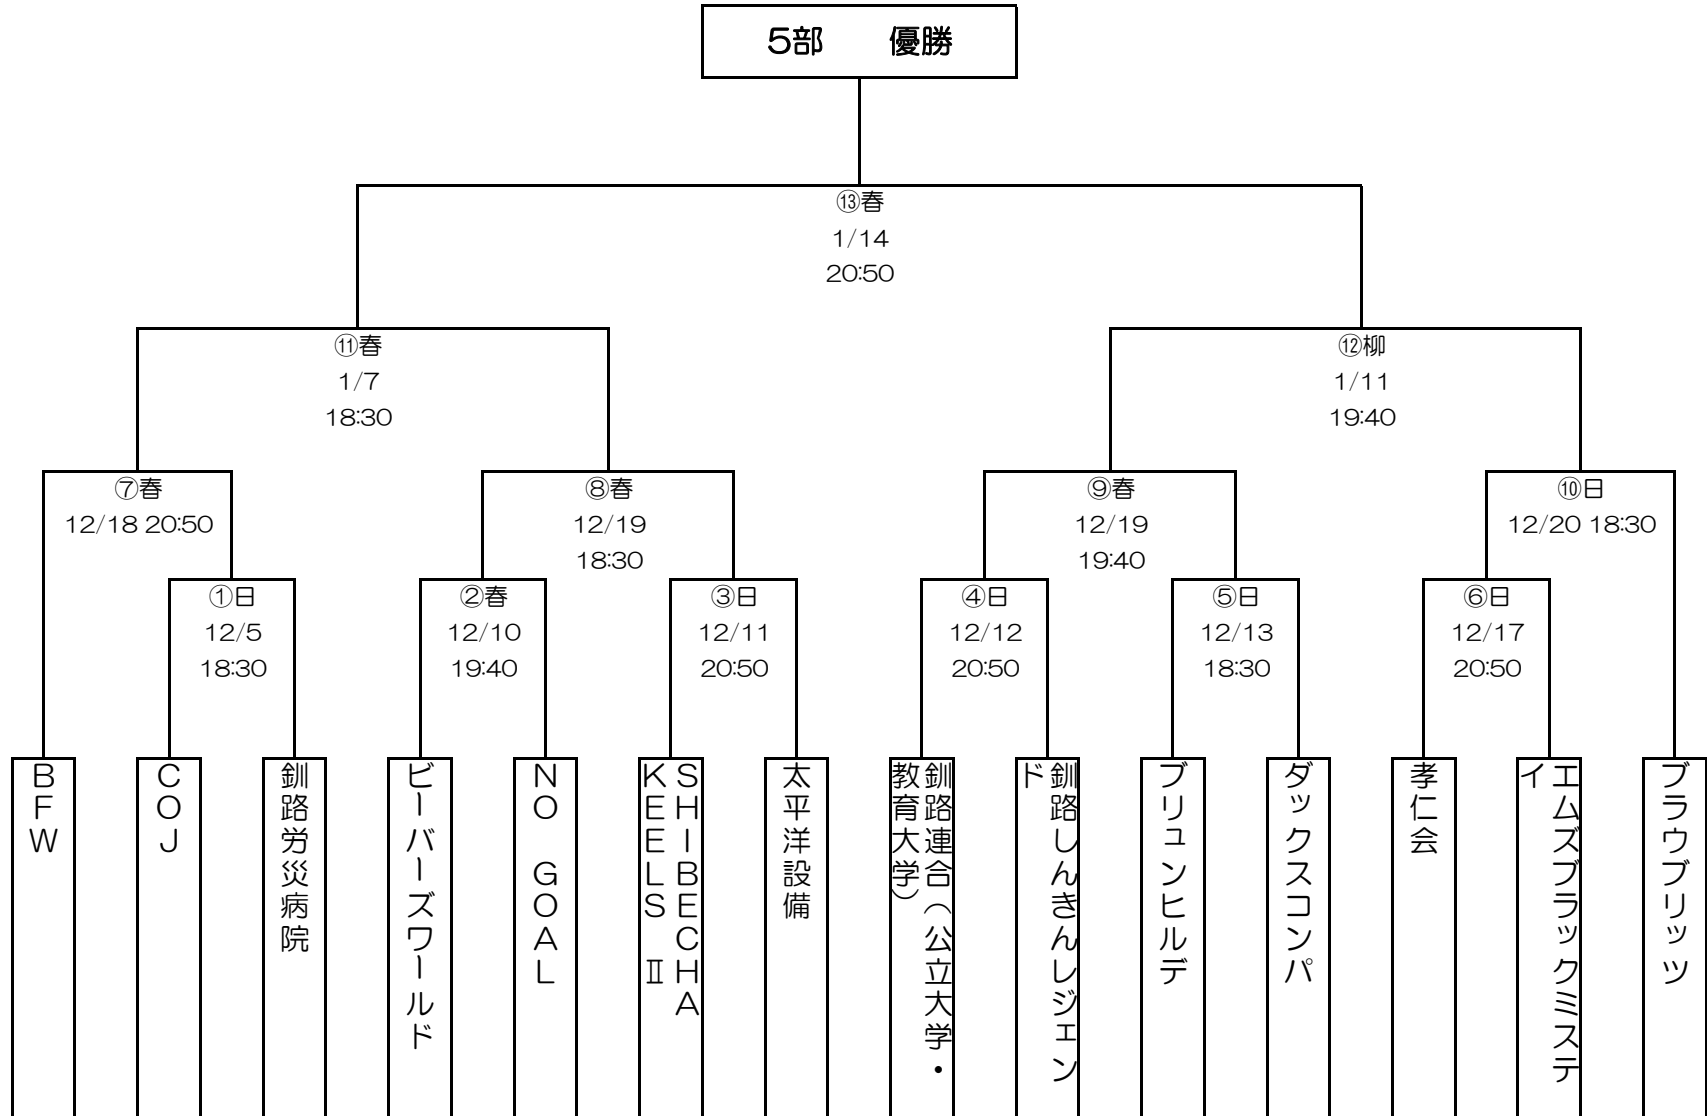 5部　優勝
⑬春
1/14
20:50
⑪春
1/7
18:30
⑫柳
1/11
19:40
⑦春
12/18 20:50
⑧春
12/19
18:30
⑨春
12/19
19:40
⑩日
12/20 18:30
①日
12/5
18:30
②春
12/10
19:40
③日
12/11
20:50
④日
12/12
20:50
⑤日
12/13
18:30
⑥日
12/17
20:50
BFW
COJ
釧路労災病院
ビーバーズワールド
NO GOAL
SHIBECHA
KEELS Ⅱ
太平洋設備
釧路連合（公立大学・
教育大学）
釧路しんきんレジェン
ド
ブリュンヒルデ
ダックスコンパ
孝仁会
エムズブラックミステ
イ
ブラウブリッツ